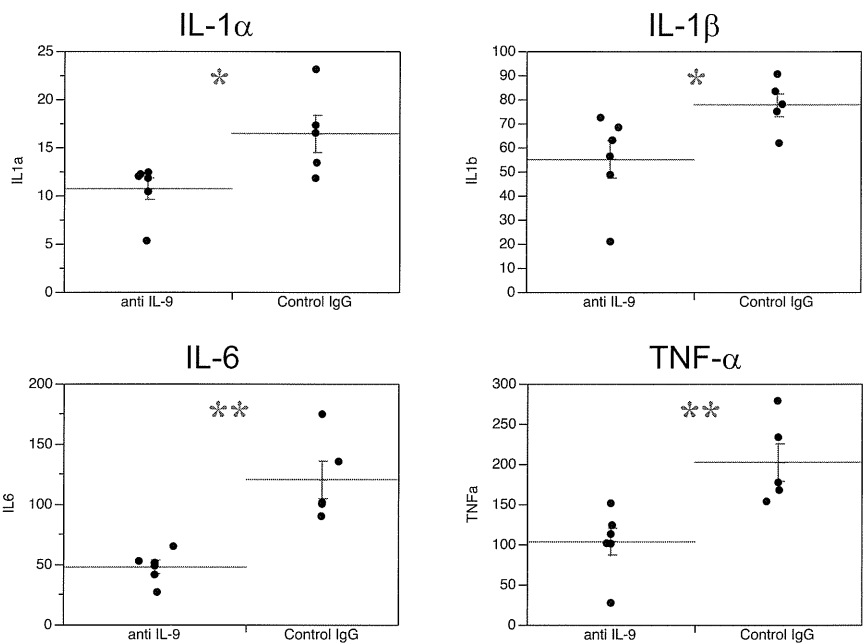 IL-1α
25
20
15
10
5
0
IL1a
*
anti IL-9 Control IgG
IL-1β
100
90
80
70
60
50
40
30
20
10
0
IL1b
*
anti IL-9 Control IgG
IL-6
200
150
100
50
0
IL6
**
anti IL-9 Control IgG
TNF-α
300
250
200
150
100
50
0
TNFa
**
anti IL-9 Control IgG